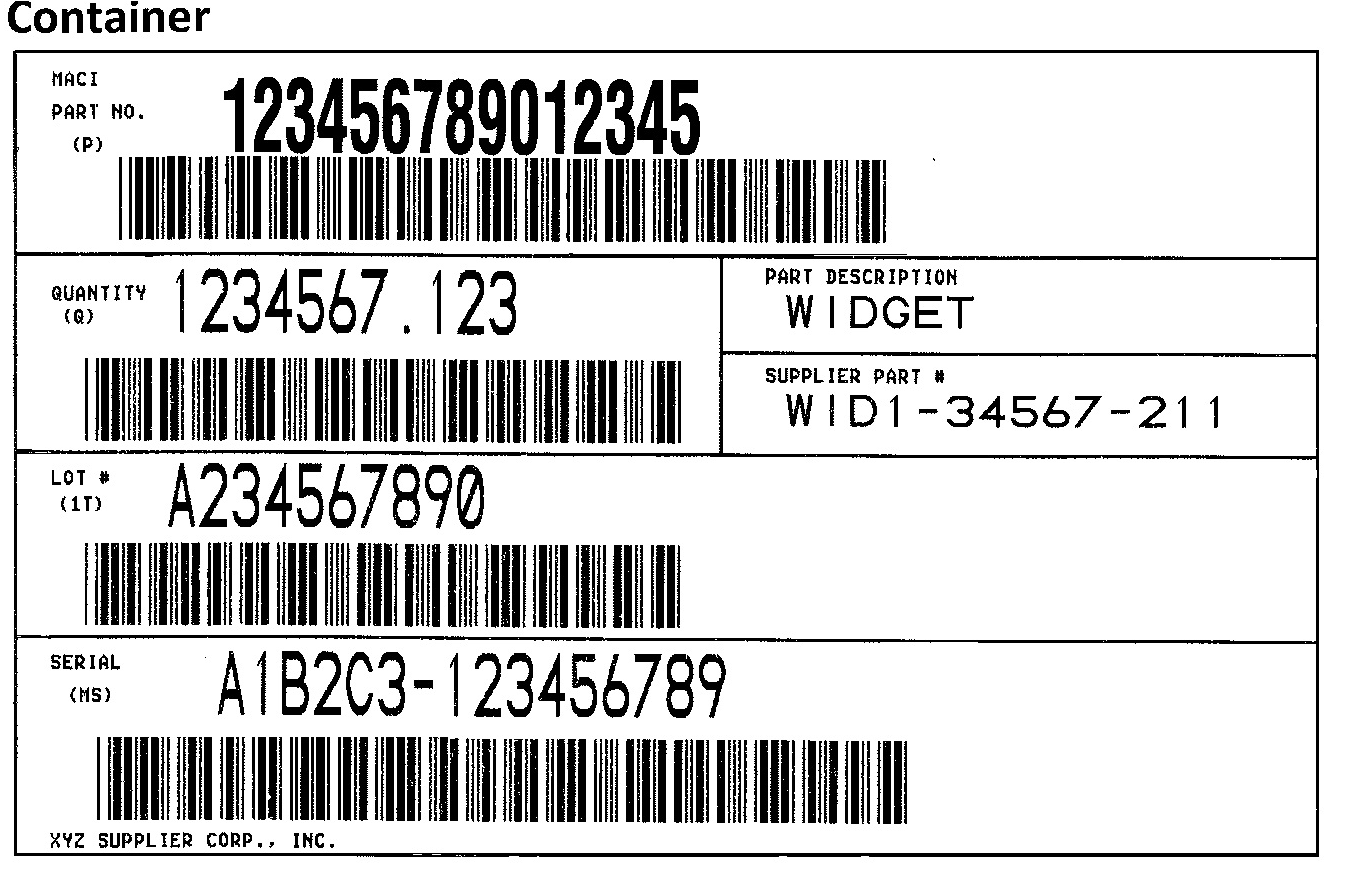 Container
MACI
PART NO.
(P)
123456789012345
QUANTITY
(Q)
1234567.123
PART DESCRIPTION
WIDGET
SUPPLIER PART #
WID1-34567-211
LOT #
(1T)
A234567890
SERIAL
(MS)
A1B2C3-123456789
XYZ SUPPLIER CORP., INC.